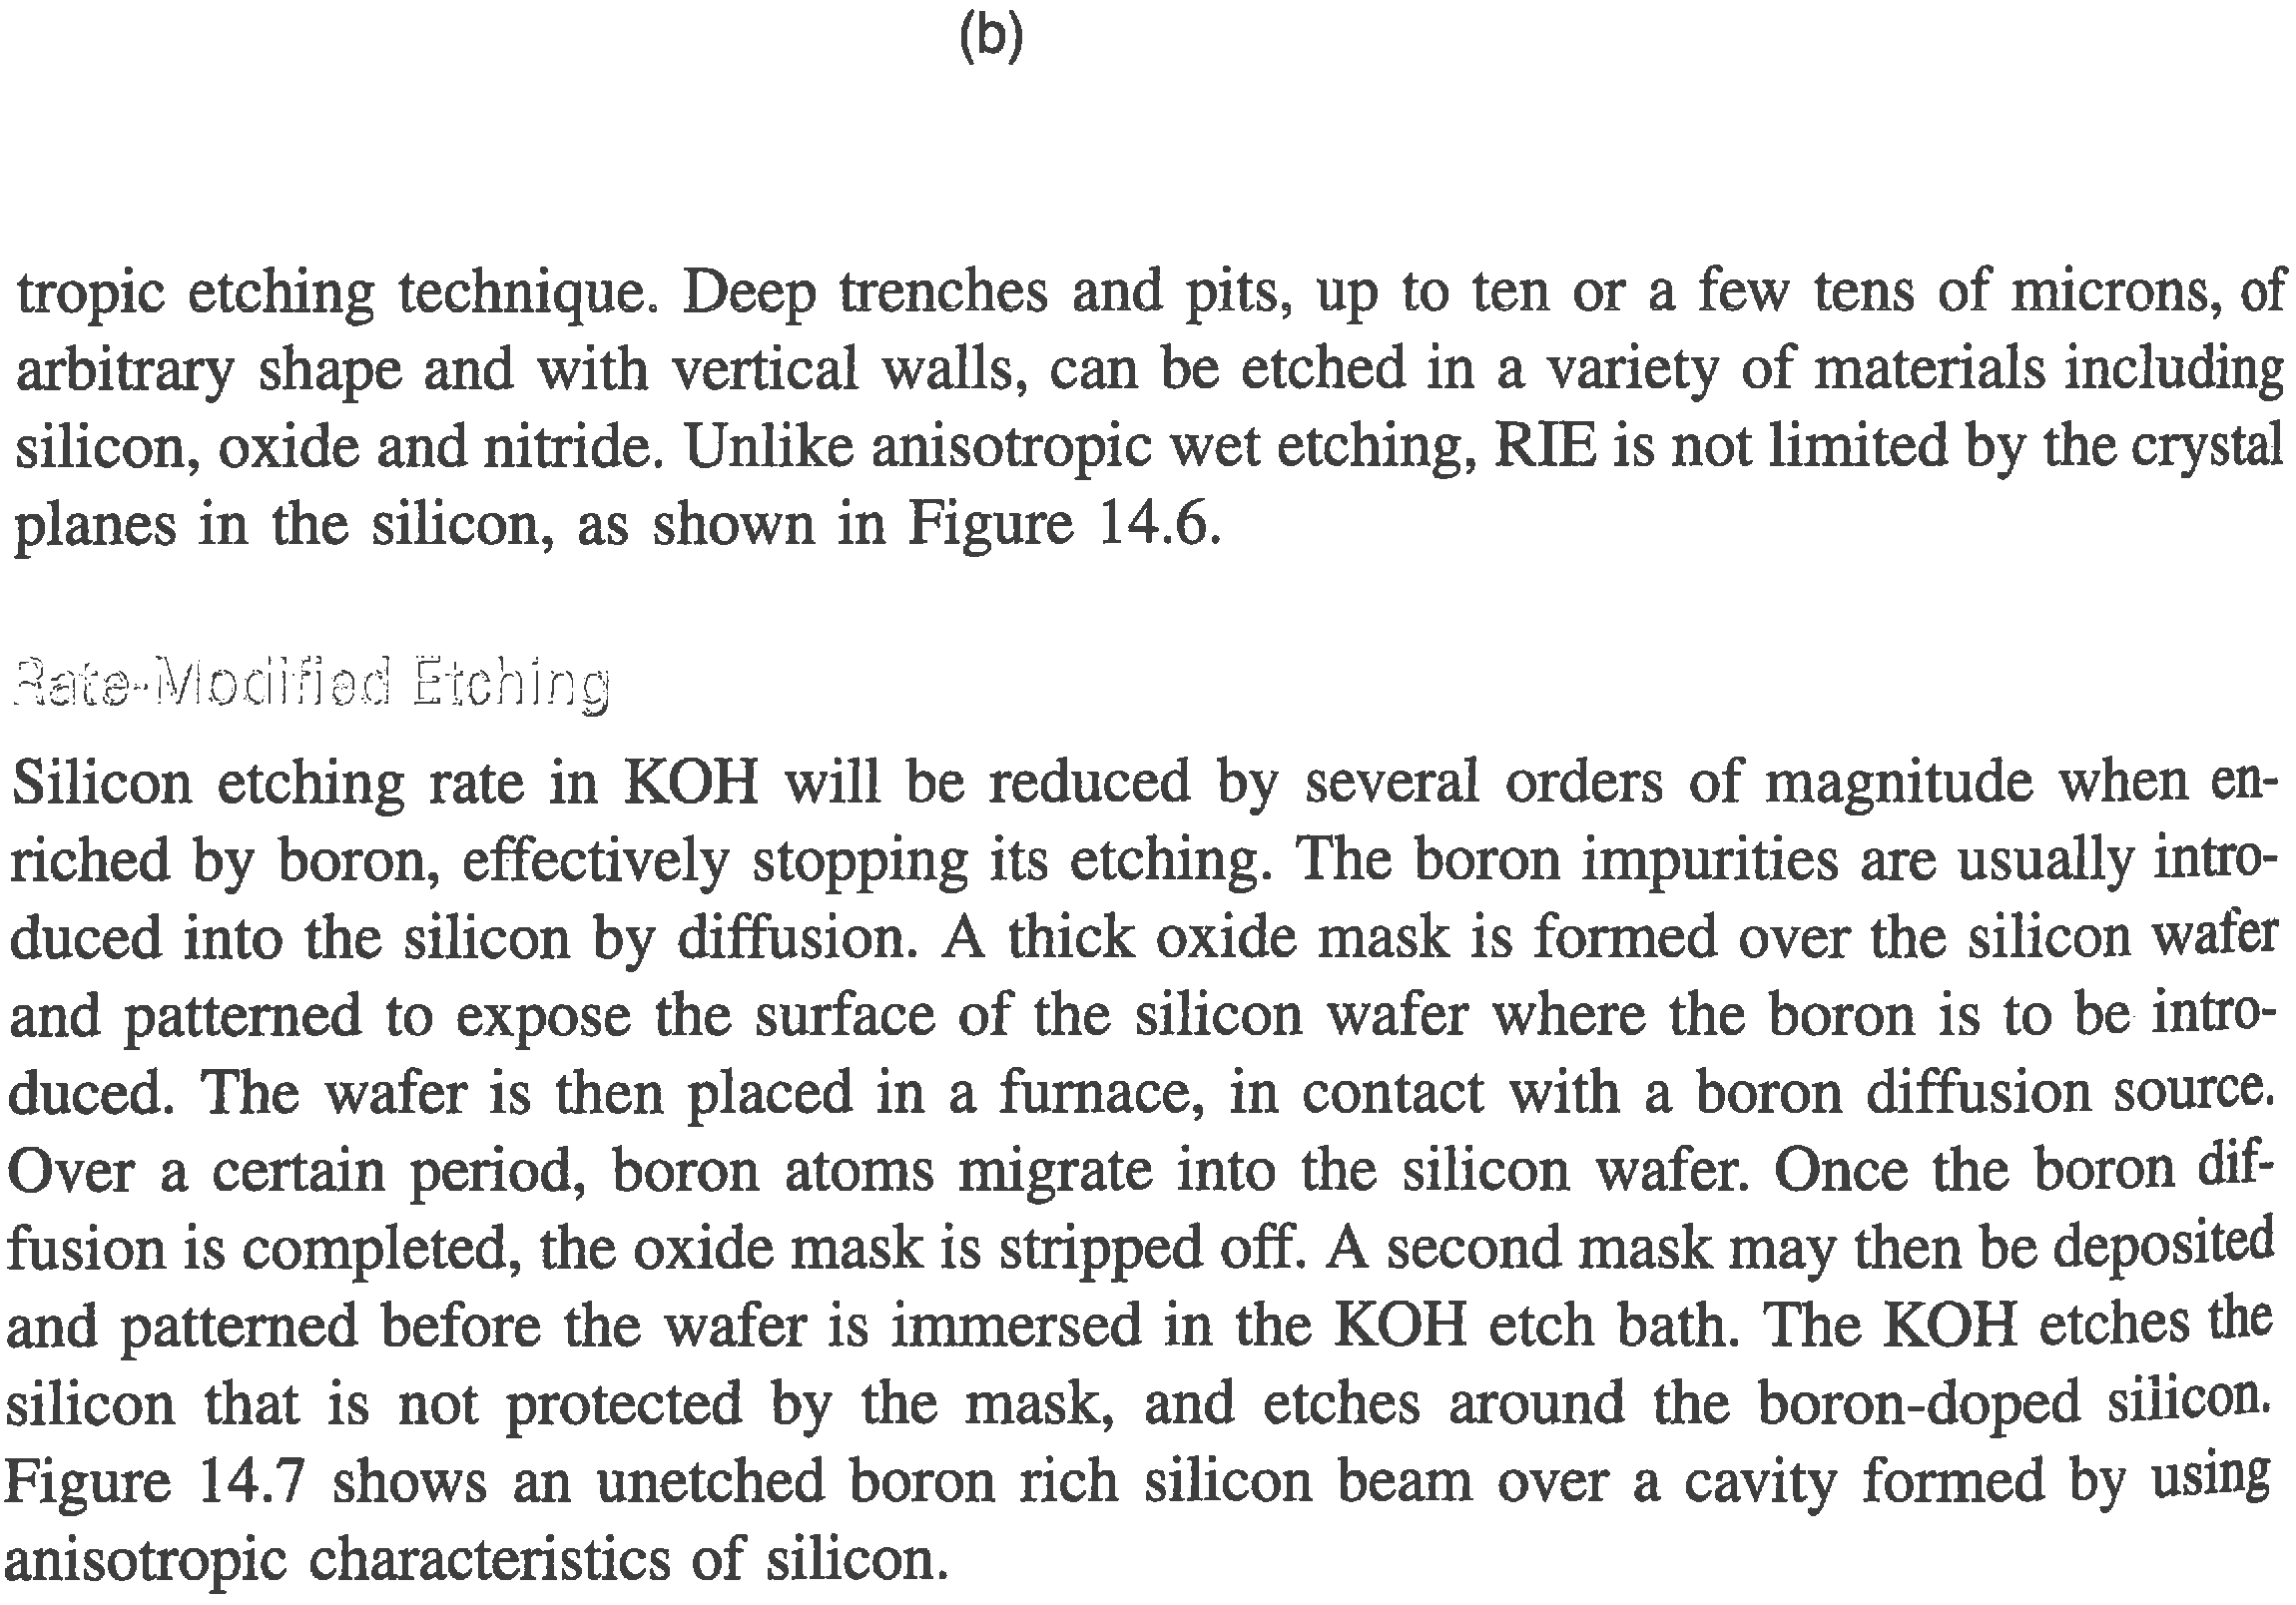 (b)
tropic etching technique. Deep trenches and pits, up to ten or a few tens of microns, of
arbitrary shape and with vertical walls, can be etched in a variety of materials including
silicon, oxide and nitride. Unlike anisotropic wet etching, RIE is not limited by the crystal
planes in the silicon, as shown in Figure 14.6.
Rate-Modified Etching
Silicon etching rate in KOH will be reduced by several orders of magnitude when en-
riched by boron, effectively stopping its etching. The boron impurities are usually intro-
duced into the silicon by diffusion. A thick oxide mask is formed over the silicon wafer
and patterned to expose the surface of the silicon wafer where the boron is to be intro-
duced. The wafer is then placed in a furnace, in contact with a boron diffusion source.
Over a certain period, boron atoms migrate into the silicon wafer. Once the boron dif-
fusion is completed, the oxide mask is stripped off. A second mask may then be deposited
and patterned before the wafer is immersed in the KOH etch bath. The KOH etches the
silicon that is not protected by the mask, and etches around the boron-doped silicon.
Figure 14.7 shows an unetched boron rich silicon beam over a cavity formed by using
anisotropic characteristics of silicon.